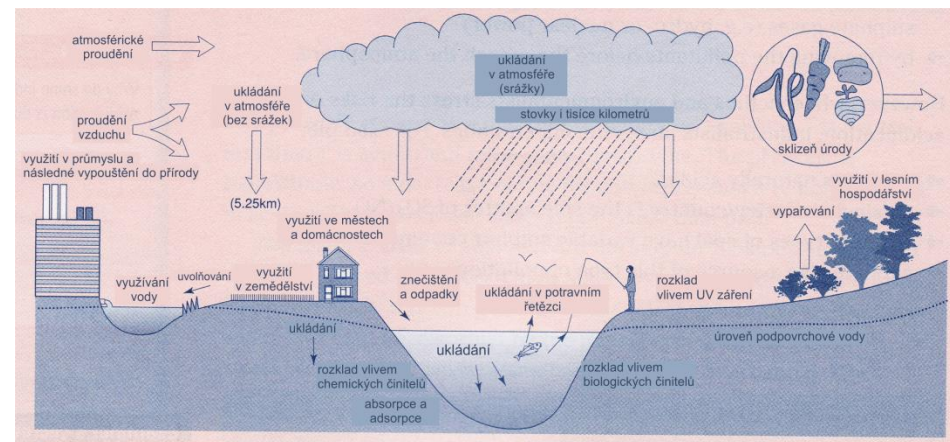 atmosférické
proudění
proudění
vzduchu
využití v průmyslu a
následné vypouštění do přírody
ukládání
v atmosféře
(bez srážek)
(5.25km)
ukládání
v atmosféře
(srážky)
stovky i tisíce kilometrů
sklizeň úrody
využití v lesním
hospodářství
vypařování
využití ve městech
a domácnostech
využívání
vody
uvolňování
využití
v zemědělství
znečištění
a odpadky
ukládání v potravním
řetězci
rozklad
vlivem UV záření
ukládání
úroveň podpovrchové vody
ukládání
rozklad vlivem
chemických činitelů
rozklad vlivem
biologických činitelů
absorpce a
adsorpce